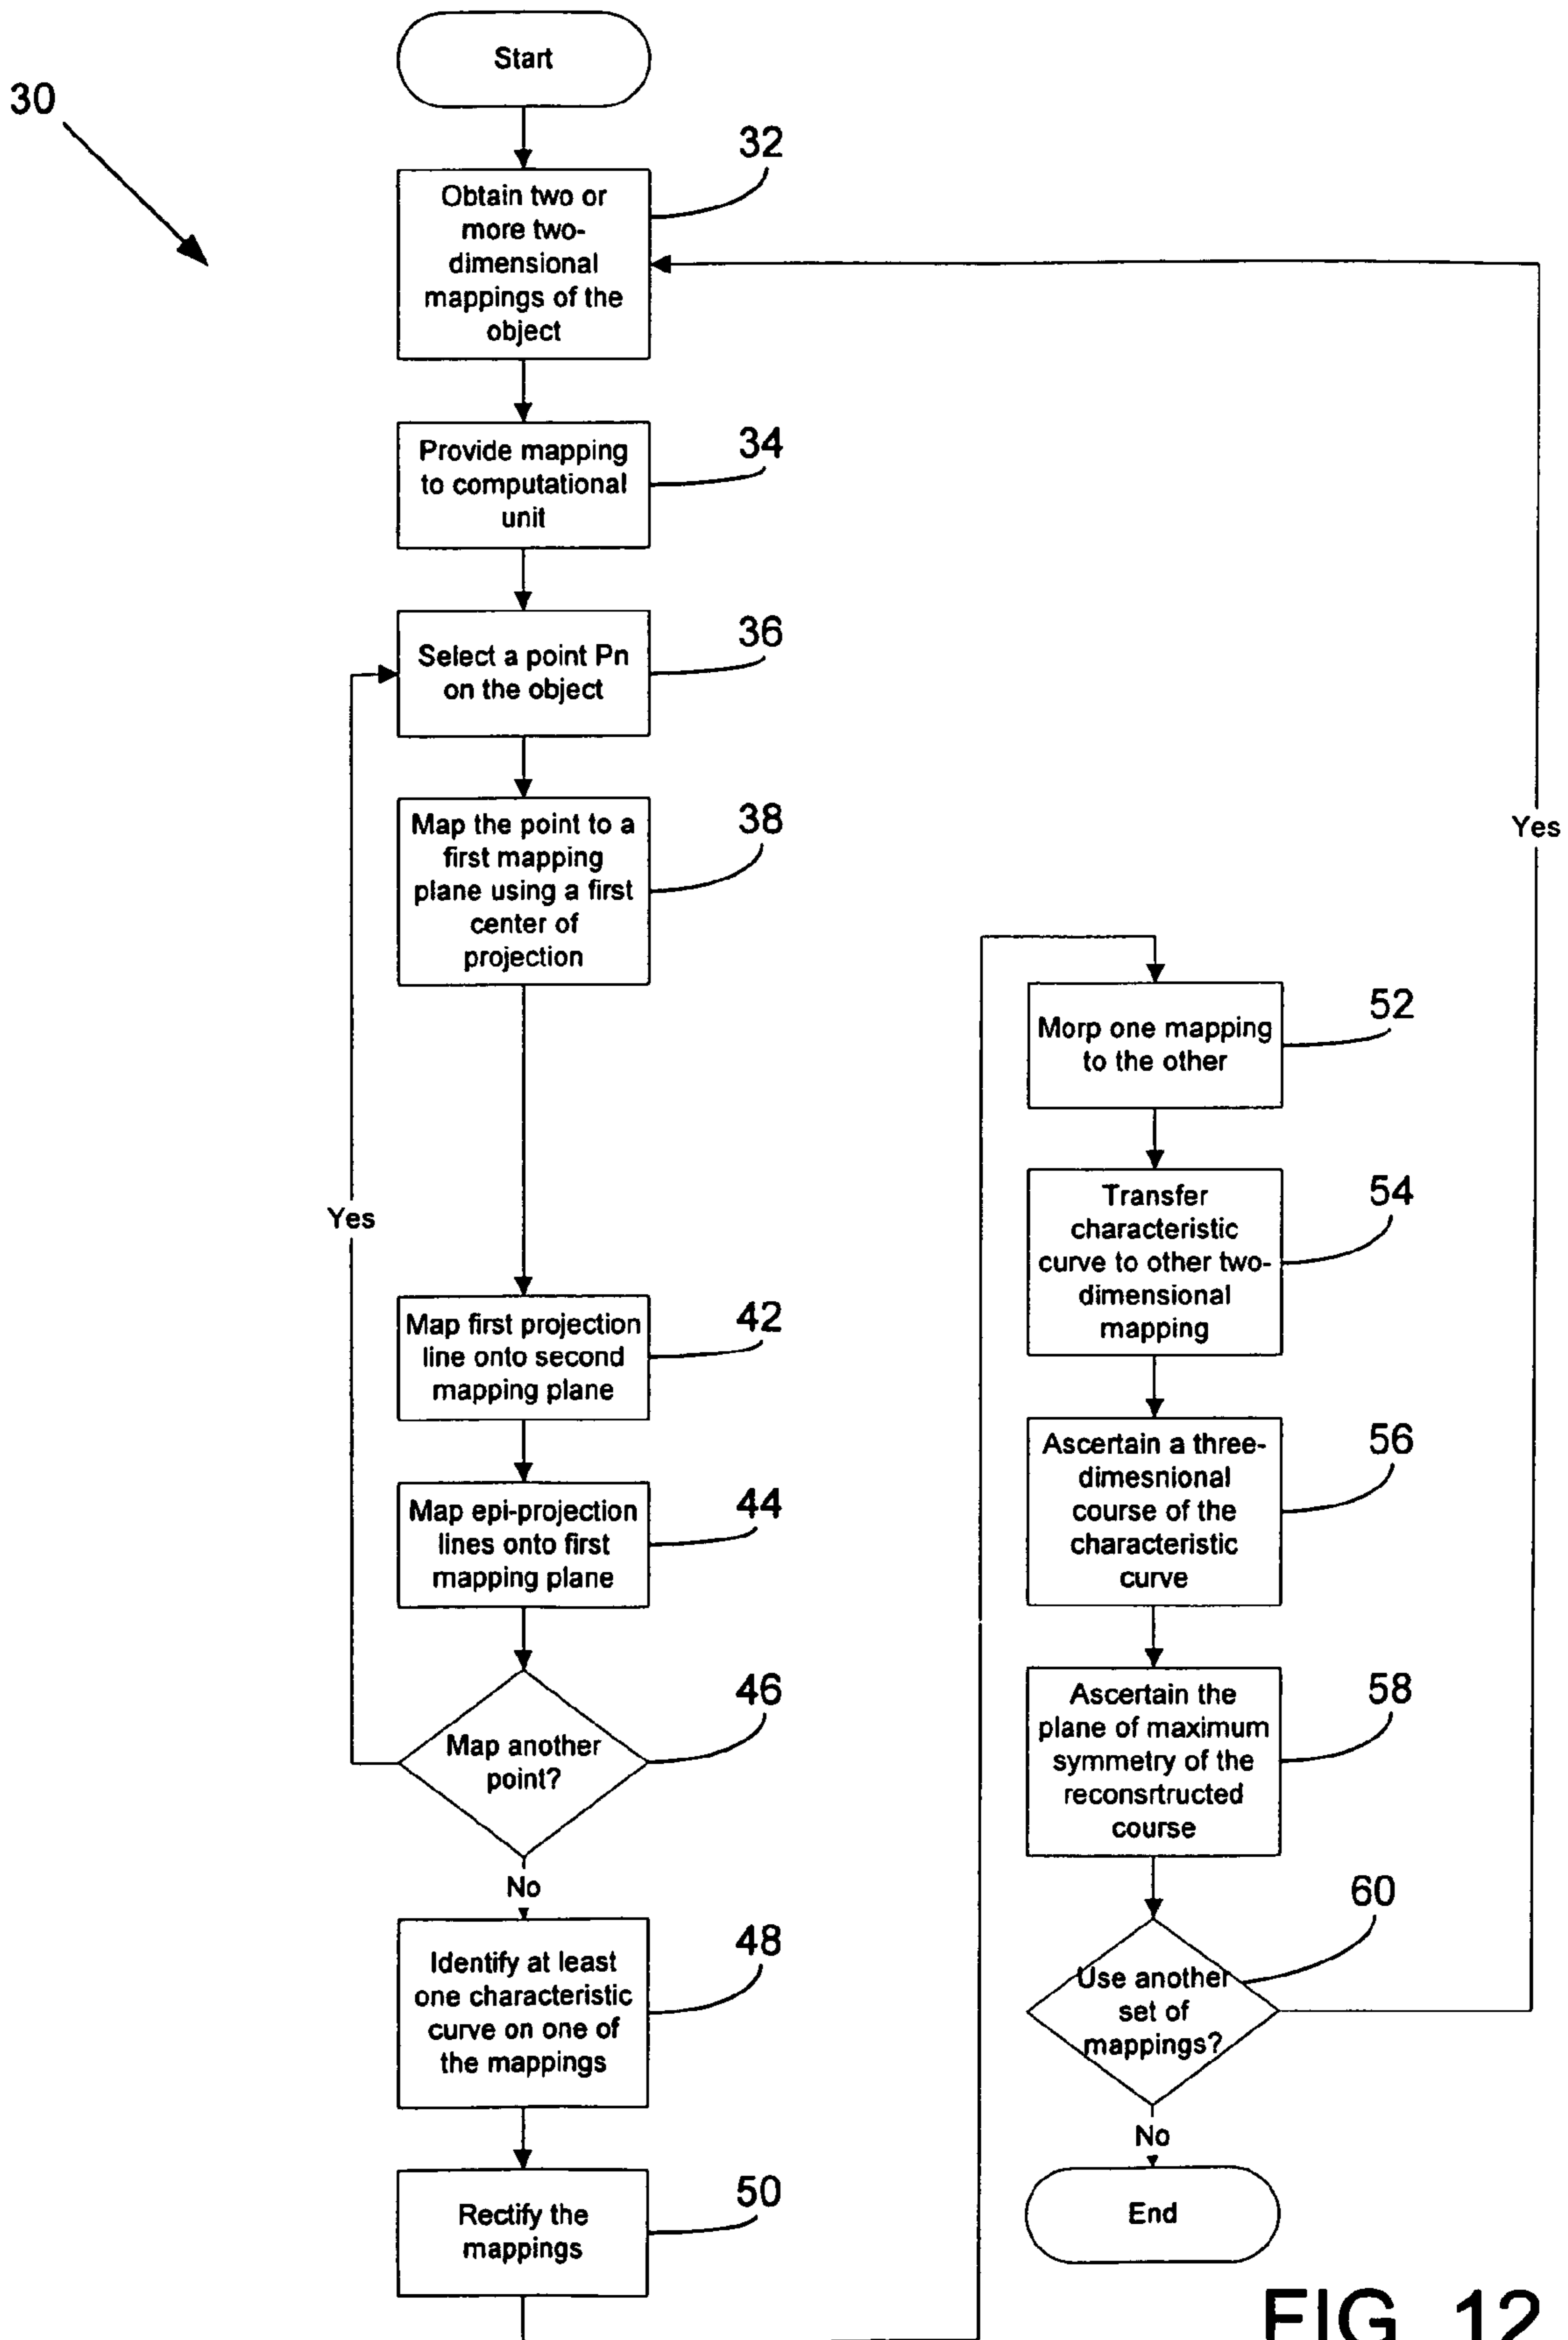 Start
30
32
Obtain two or
more two-
dimensional
mappings of the
object
34
Provide mapping
to computational
unit
36
Select a point Pn
on the object
38
Map the point to a
first mapping
plane using a first
center of
projection
Yes
42
Map first projection
line onto second
mapping plane
44
Map epi-projection
lines onto first
mapping plane
46
Map another
point?
No
48
Identify at least
one characteristic
curve on one of
the mappings
50
Rectify the
mappings
52
Morp one mapping
to the other
54
Transfer
characteristic
curve to other two-
dimensional
mapping
56
Ascertain a three-
dimesnional
course of the
characteristic
curve
58
Ascertain the
plane of maximum
symmetry of the
reconsrtructed
course
60
Use another
set of
mappings?
Yes
No
End
FIG. 12